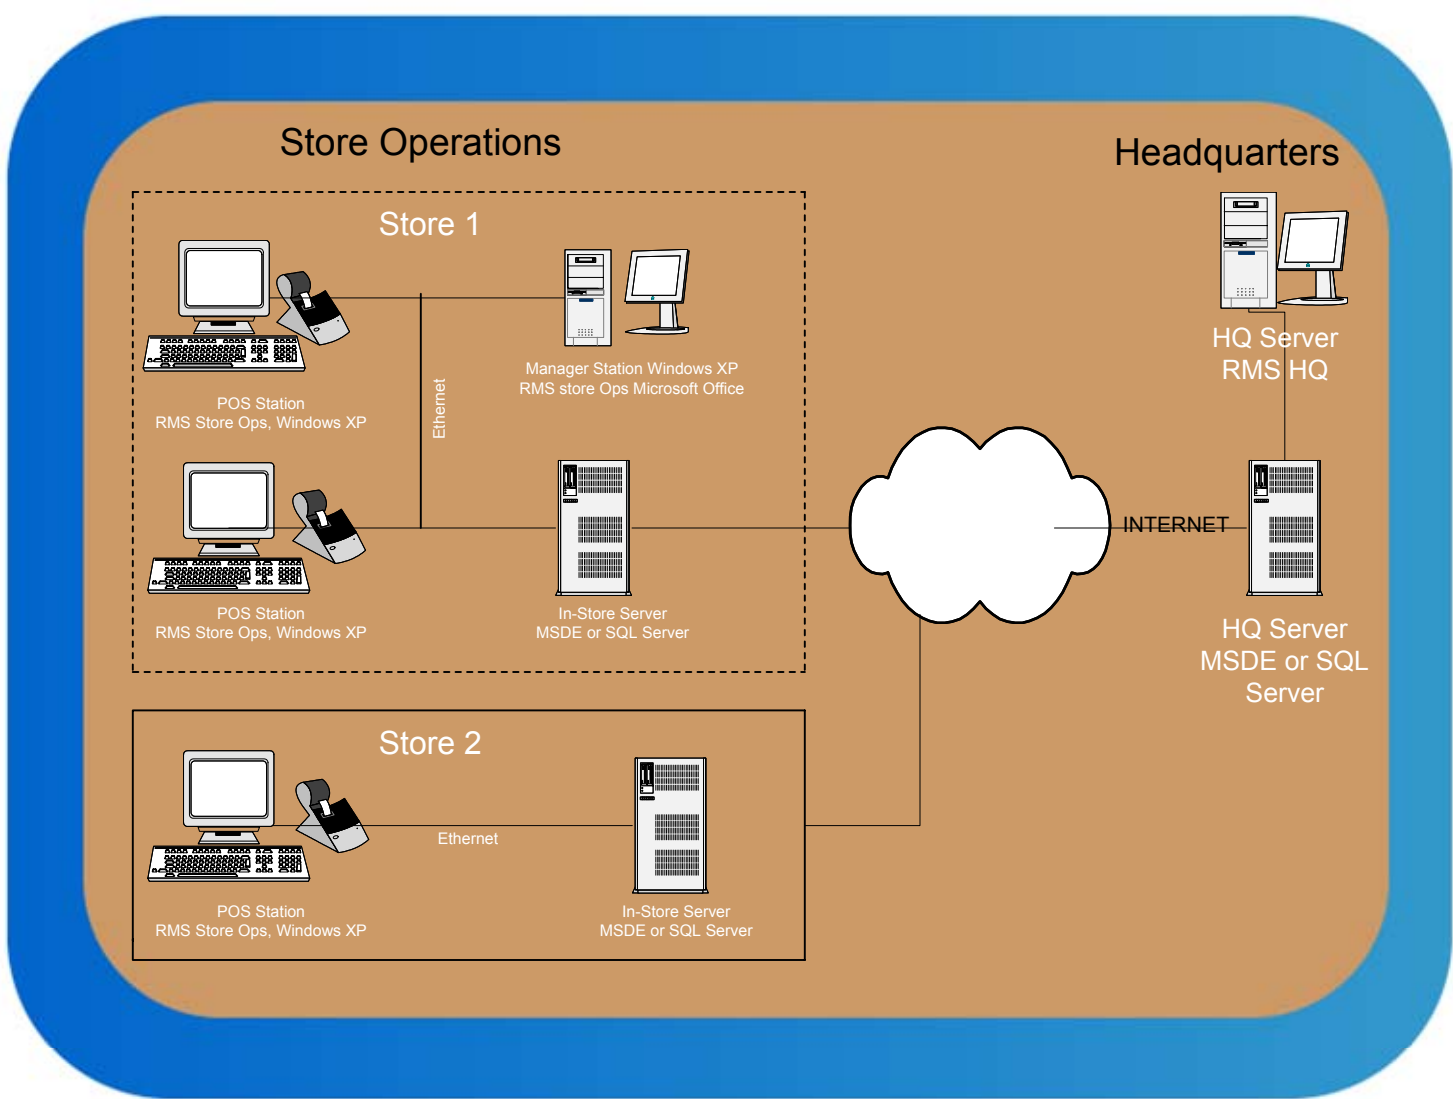 Store Operations
Headquarters
Store 1
Manager Station Windows XP
RMS store Ops Microsoft Office
POS Station
RMS Store Ops, Windows XP
Ethernet
HQ Server
RMS HQ
POS Station
RMS Store Ops, Windows XP
In-Store Server
MSDE or SQL Server
INTERNET
HQ Server
MSDE or SQL
Server
Store 2
Ethernet
POS Station
RMS Store Ops, Windows XP
In-Store Server
MSDE or SQL Server